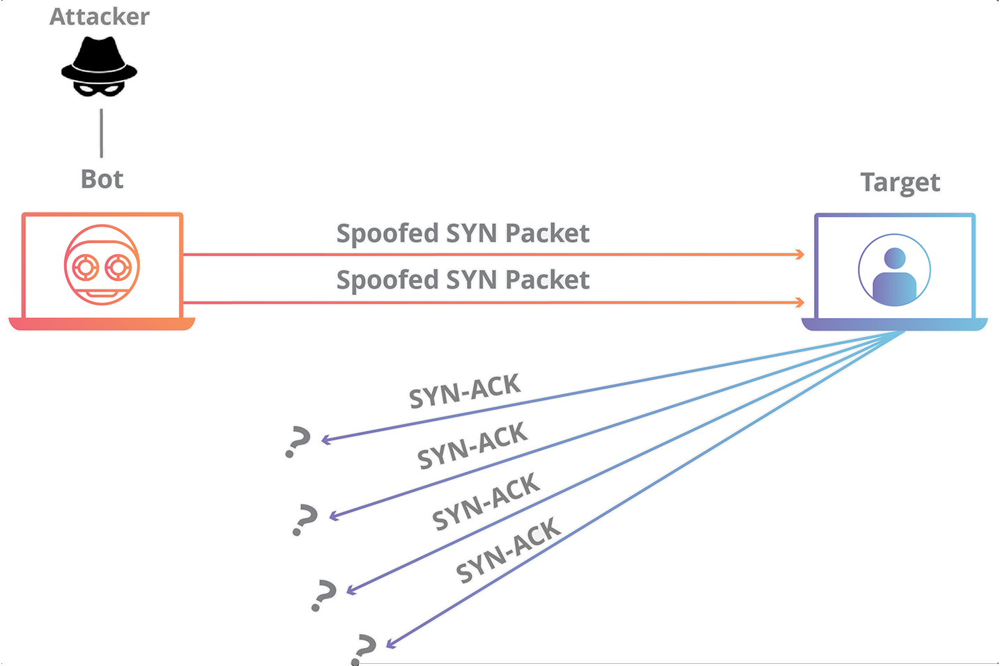 Attacker
Bot
Target
Spoofed SYN Packet
Spoofed SYN Packet
SYN-ACK
?
SYN-ACK
?
SYN-ACK
?
SYN-ACK
?